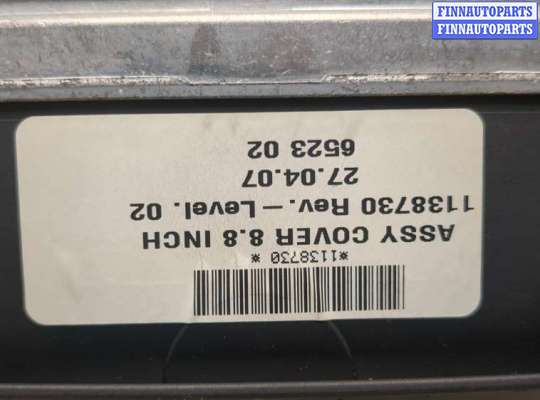 FINNAUTOPARTS
FINNAUTOPARTS
*1138730 *
ASSY COVER 8.8 INCH
1138730 Rev.—Level. 02
27.04.07
6523 02